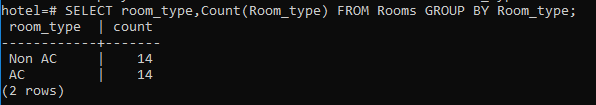 hotel=# SELECT room_type,Count(Room_type) FROM Rooms GROUP BY Room_type;
 room_type  | count
------------+-------
 Non AC     |    14
 AC         |    14
(2 rows)